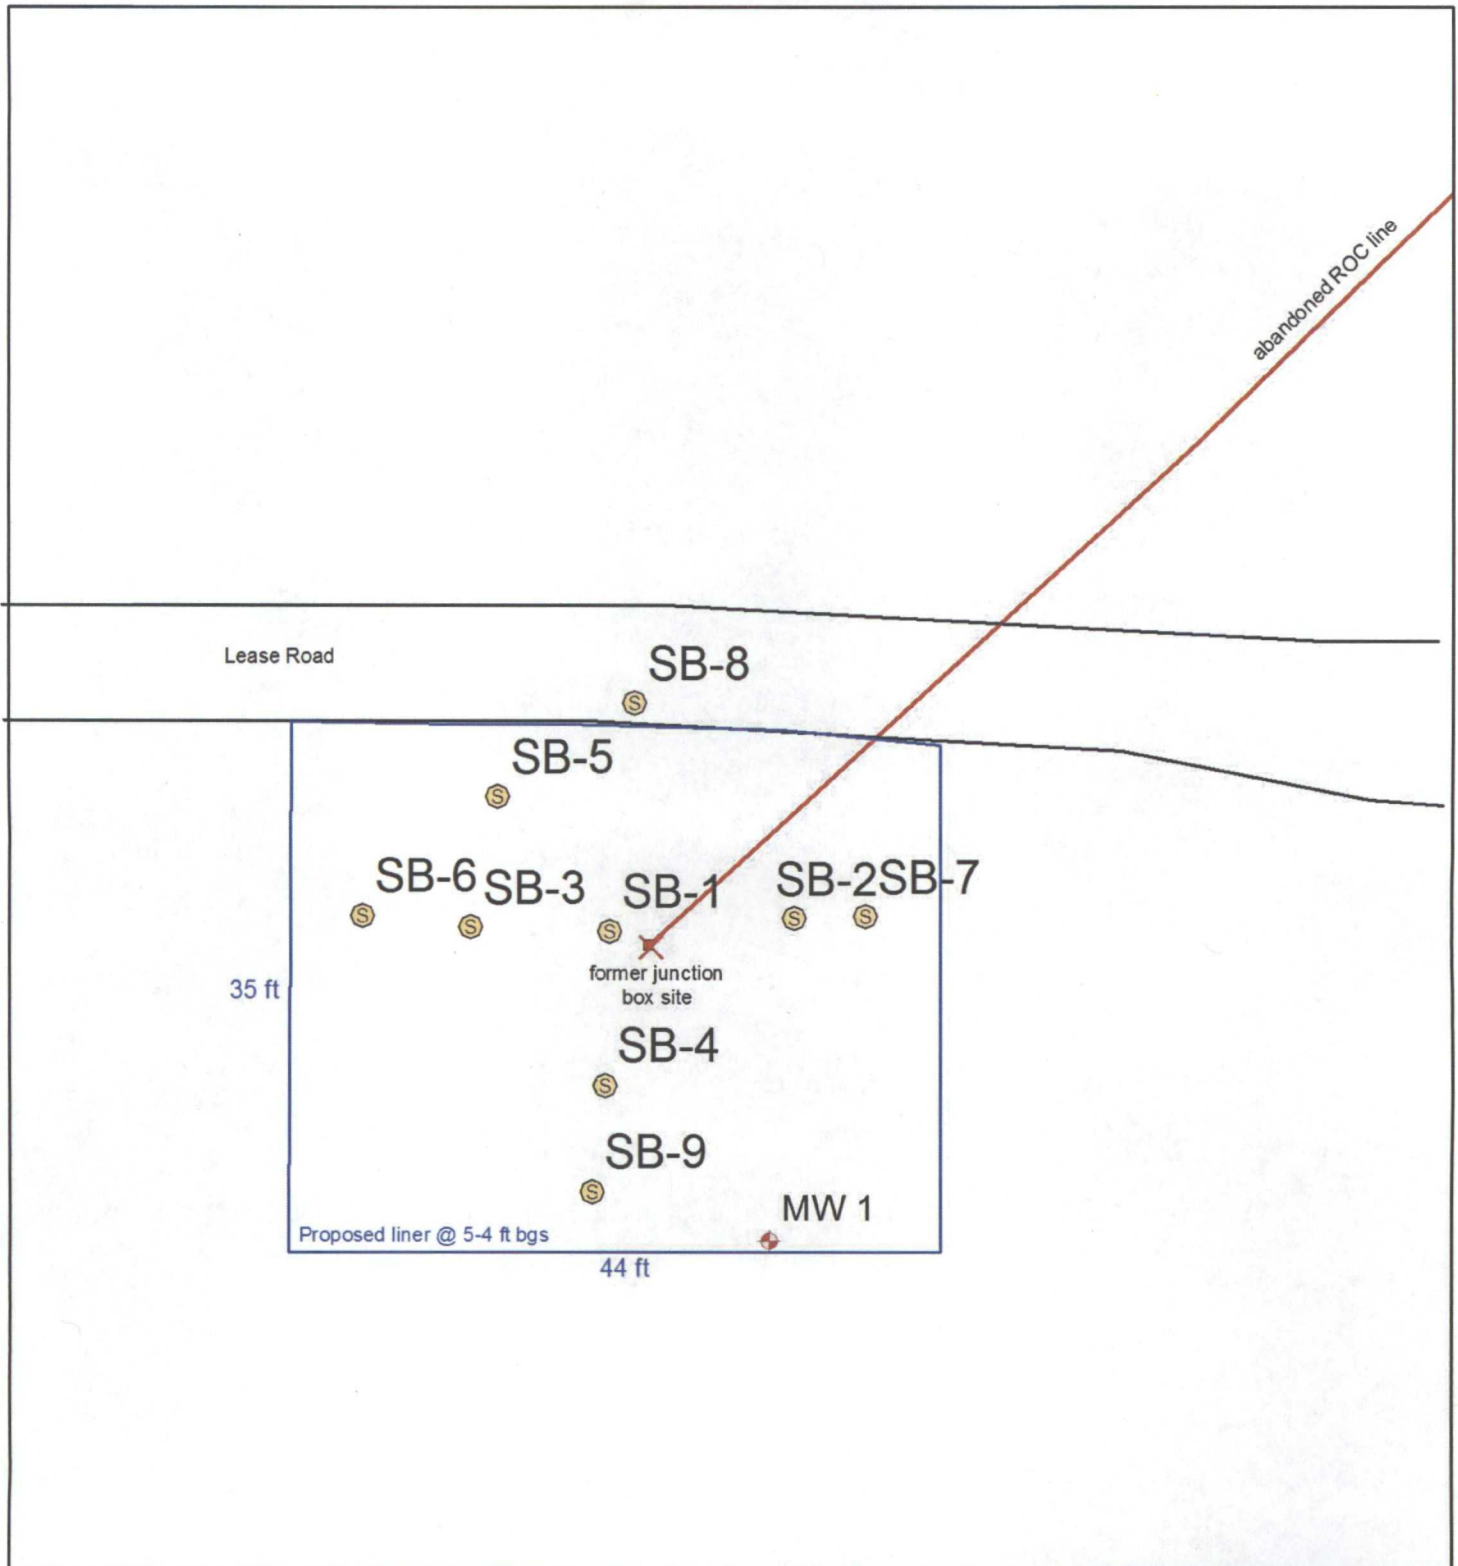 abandoned ROC line
Lease Road
SB-8
SB-5
SB-6
SB-3
SB-1
SB-2
SB-7
S
S
S
S
S
S
S
former junction
box site
35 ft
SB-4
S
SB-9
S
MW 1
Proposed liner @ 5-4 ft bgs
44 ft